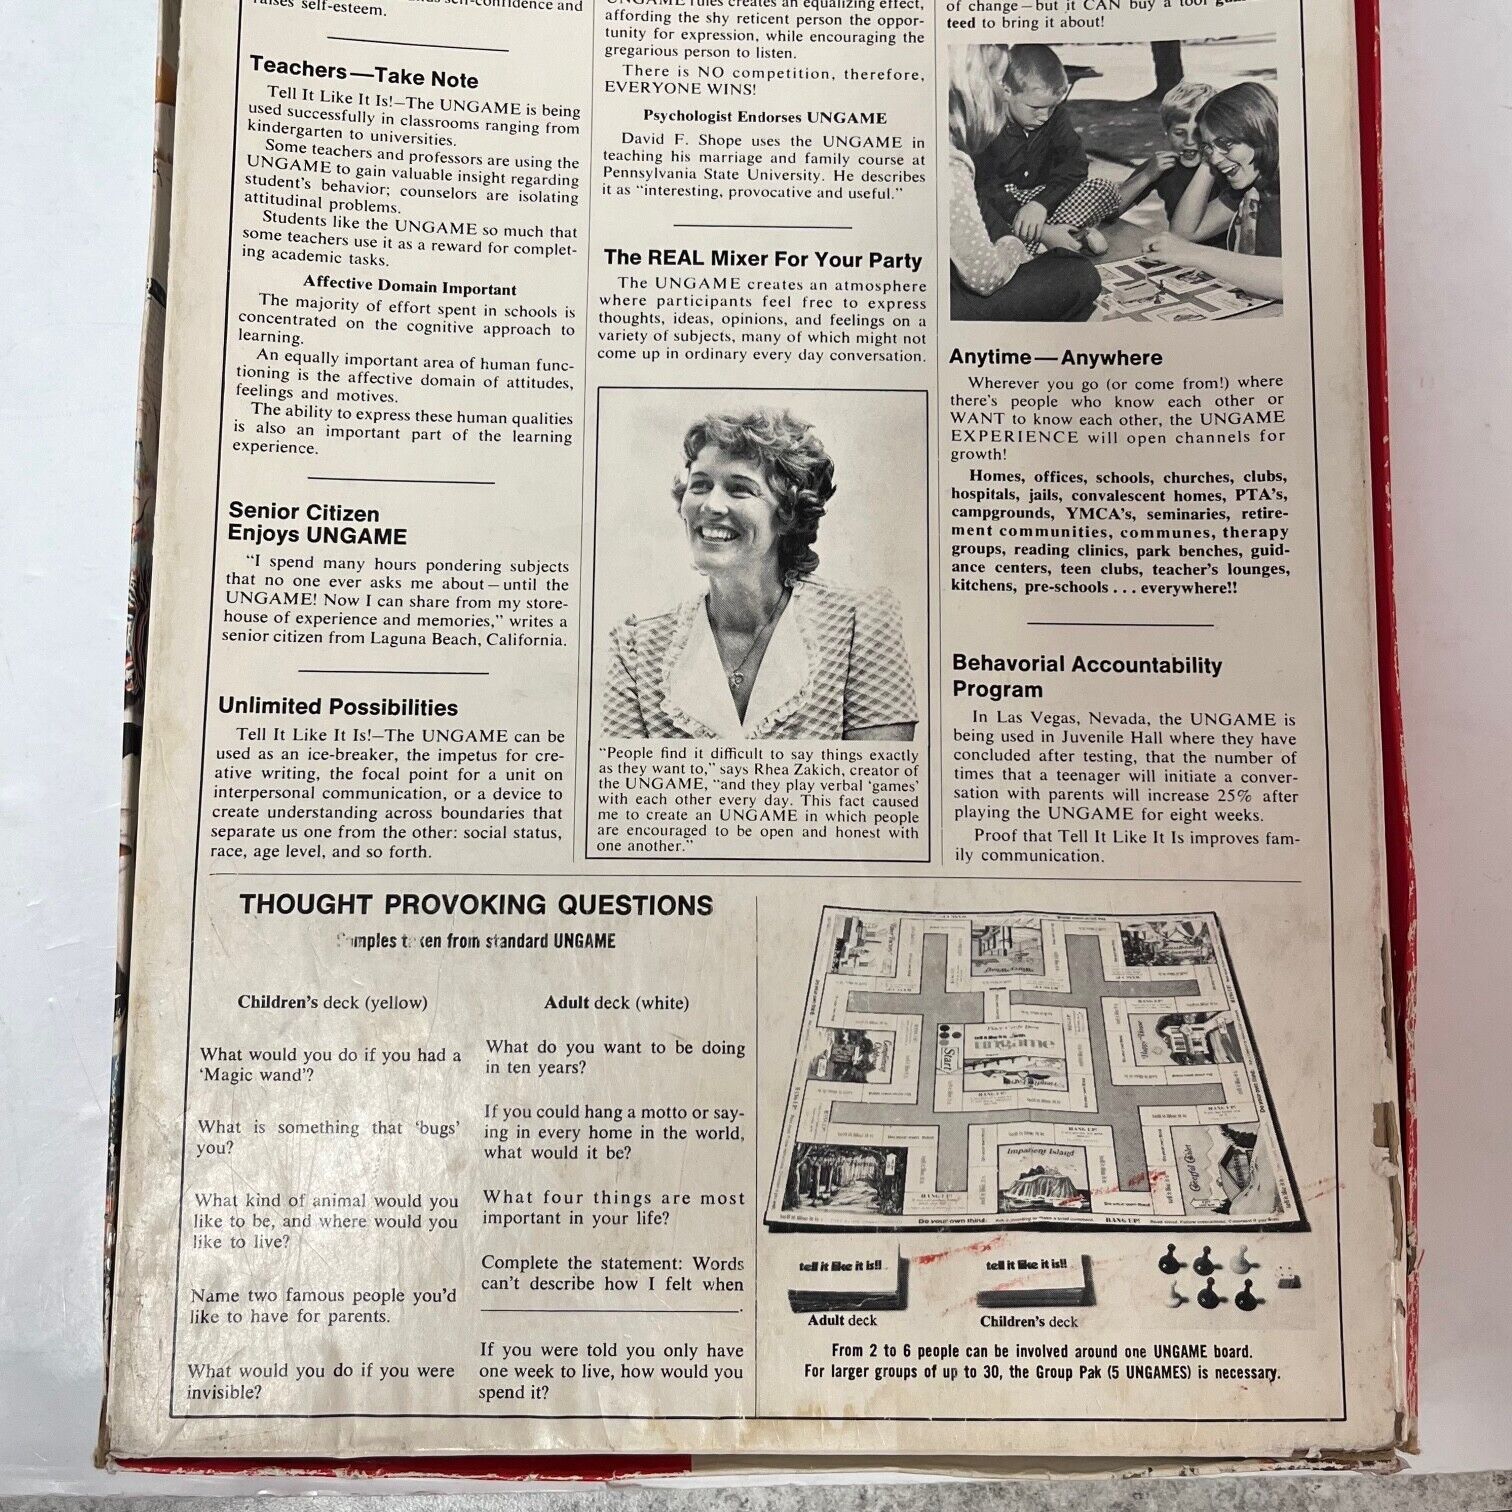 raises self-esteem.
Teachers—Take Note
Tell It Like It Is!—The UNGAME is being
used successfully in classrooms ranging from
kindergarten to universities.
Some teachers and professors are using the
UNGAME to gain valuable insight regarding
student's behavior; counselors are isolating
attitudinal problems.
Students like the UNGAME so much that
some teachers use it as a reward for complet-
ing academic tasks.
Affective Domain Important
The majority of effort spent in schools is
concentrated on the cognitive approach to
learning.
An equally important area of human func-
tioning is the affective domain of attitudes,
feelings and motives.
The ability to express these human qualities
is also an important part of the learning
experience.
Senior Citizen
Enjoys UNGAME
"I spend many hours pondering subjects
that no one ever asks me about—until the
UNGAME! Now I can share from my store-
house of experience and memories," writes a
senior citizen from Laguna Beach, California.
Unlimited Possibilities
Tell It Like It Is!—The UNGAME can be
used as an ice-breaker, the impetus for cre-
ative writing, the focal point for a unit on
interpersonal communication, or a device to
create understanding across boundaries that
separate us one from the other: social status,
race, age level, and so forth.
UNGAME rules creates an equalizing effect,
affording the shy reticent person the oppor-
tunity for expression, while encouraging the
gregarious person to listen.
There is NO competition, therefore,
EVERYONE WINS!
Psychologist Endorses UNGAME
David F. Shope uses the UNGAME in
teaching his marriage and family course at
Pennsylvania State University. He describes
it as "interesting, provocative and useful."
The REAL Mixer For Your Party
The UNGAME creates an atmosphere
where participants feel free to express
thoughts, ideas, opinions, and feelings on a
variety of subjects, many of which might not
come up in ordinary every day conversation.
"People find it difficult to say things exactly
as they want to," says Rhea Zakich, creator of
the UNGAME, "and they play verbal 'games'
with each other every day. This fact caused
me to create an UNGAME in which people
are encouraged to be open and honest with
one another."
of change—but it CAN buy a tool
teed to bring it about!
Anytime—Anywhere
Wherever you go (or come from!) where
there's people who know each other or
WANT to know each other, the UNGAME
EXPERIENCE will open channels for
growth!
Homes, offices, schools, churches, clubs,
hospitals, jails, convalescent homes, PTA's,
campgrounds, YMCA's, seminaries, retire-
ment communities, communes, therapy
groups, reading clinics, park benches, guid-
ance centers, teen clubs, teacher's lounges,
kitchens, pre-schools . . . everywhere!!
Behavorial Accountability
Program
In Las Vegas, Nevada, the UNGAME is
being used in Juvenile Hall where they have
concluded after testing, that the number of
times that a teenager will initiate a conver-
sation with parents will increase 25% after
playing the UNGAME for eight weeks.
Proof that Tell It Like It Is improves fam-
ily communication.
THOUGHT PROVOKING QUESTIONS
Samples taken from standard UNGAME
Children's deck (yellow)
What would you do if you had a
'Magic wand'?
What is something that 'bugs'
you?
What kind of animal would you
like to be, and where would you
like to live?
Name two famous people you'd
like to have for parents.
What would you do if you were
invisible?
Adult deck (white)
What do you want to be doing
in ten years?
If you could hang a motto or say-
ing in every home in the world,
what would it be?
What four things are most
important in your life?
Complete the statement: Words
can't describe how I felt when
.
If you were told you only have
one week to live, how would you
spend it?
Start
ungame
Impatient Island
HANG UP!
Do your own thing.
HANG UP!
tell it like it is!!
tell it like it is!!
Adult deck
Children's deck
From 2 to 6 people can be involved around one UNGAME board.
For larger groups of up to 30, the Group Pak (5 UNGAMES) is necessary.